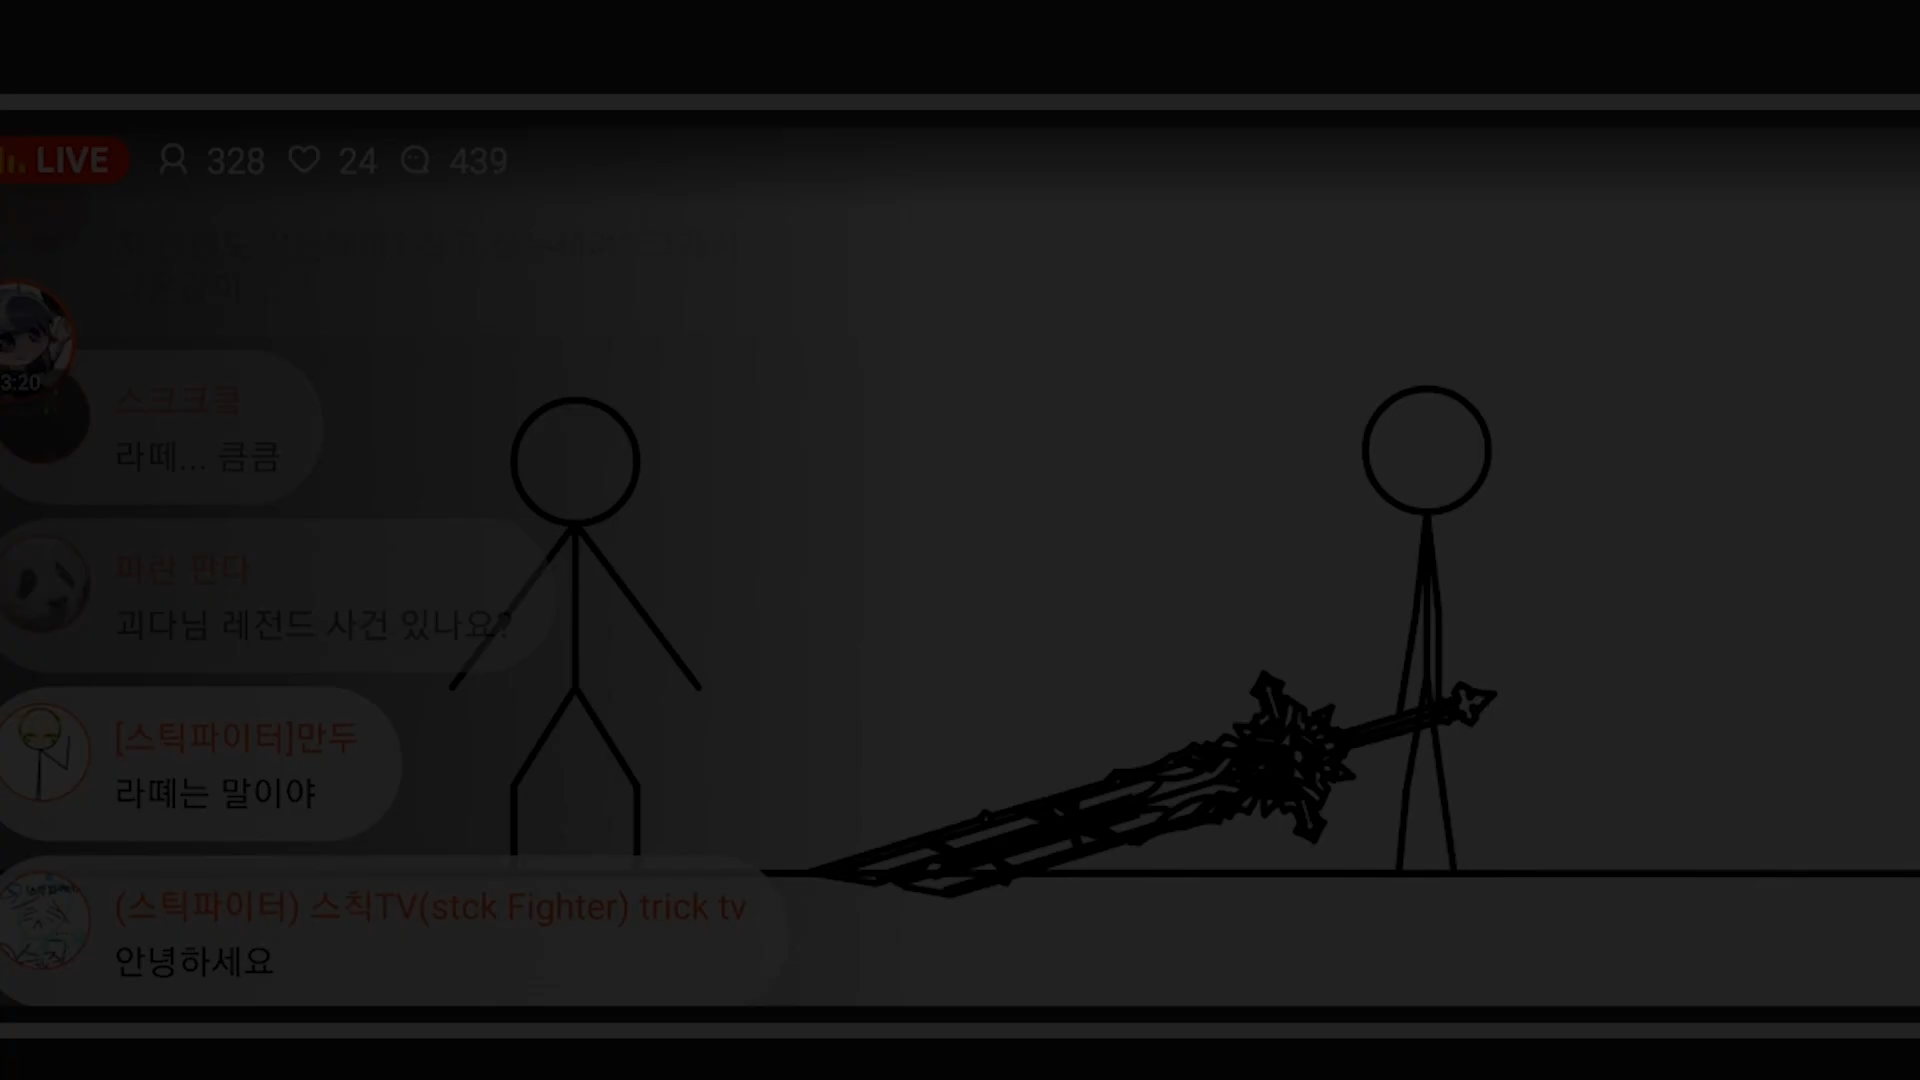 LIVE 328 24 439
3:20
스크크클
라떼... 큼큼
파란 판다
괴다님 레전드 사건 있나요?
[스틱파이터]만두
라떼는 말이야
(스틱파이터) 스칙TV(stck Fighter) trick tv
안녕하세요